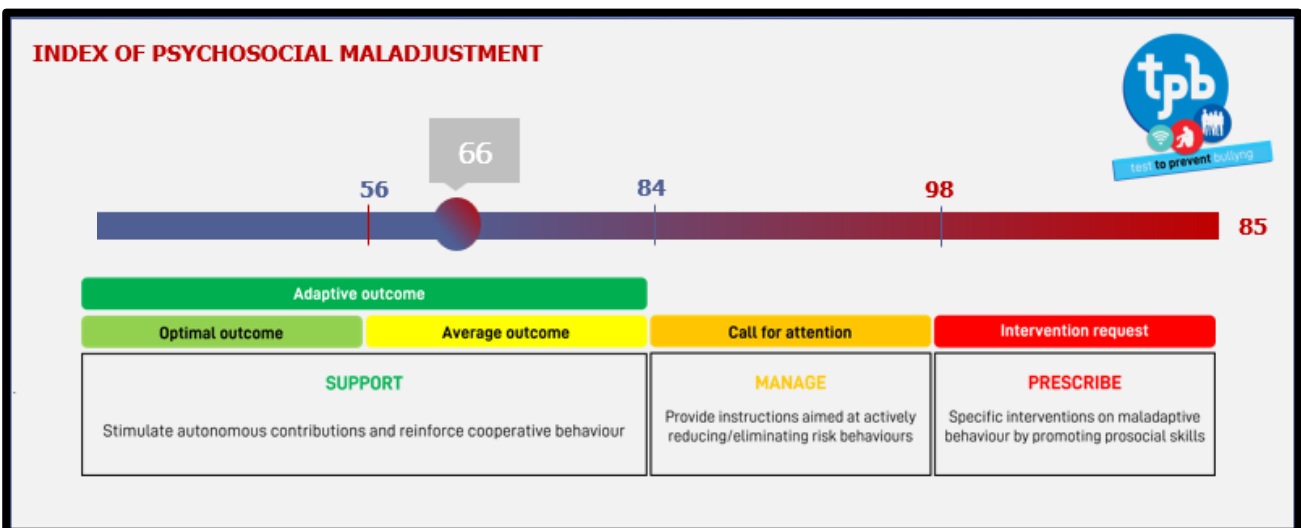 INDEX OF PSYCHOSOCIAL MALADJUSTMENT
tpb
test to prevent bullyng
66
56
84
98
85
Adaptive outcome
Optimal outcome
Average outcome
Call for attention
Intervention request
SUPPORT
Stimulate autonomous contributions and reinforce cooperative behaviour
MANAGE
Provide instructions aimed at actively
reducing/eliminating risk behaviours
PRESCRIBE
Specific interventions on maladaptive
behaviour by promoting prosocial skills